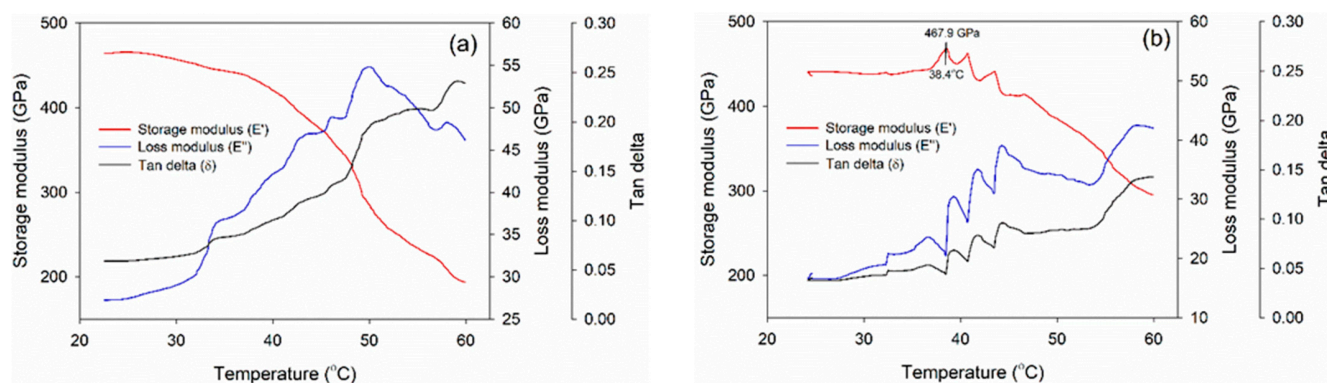 (a)
500
400
300
200
Storage modulus (GPa)
60
55
50
45
40
35
30
25
Loss modulus (GPa)
0.30
0.25
0.20
0.15
0.10
0.05
0.00
Tan delta
Storage modulus (E')
Loss modulus (E")
Tan delta (δ)
20
30
40
50
60
Temperature (°C)
(b)
467.9 GPa
38.4°C
500
400
300
200
Storage modulus (GPa)
60
50
40
30
20
10
Loss modulus (GPa)
0.30
0.25
0.20
0.15
0.10
0.05
0.00
Tan delta
Storage modulus (E')
Loss modulus (E")
Tan delta (δ)
20
30
40
50
60
Temperature (°C)